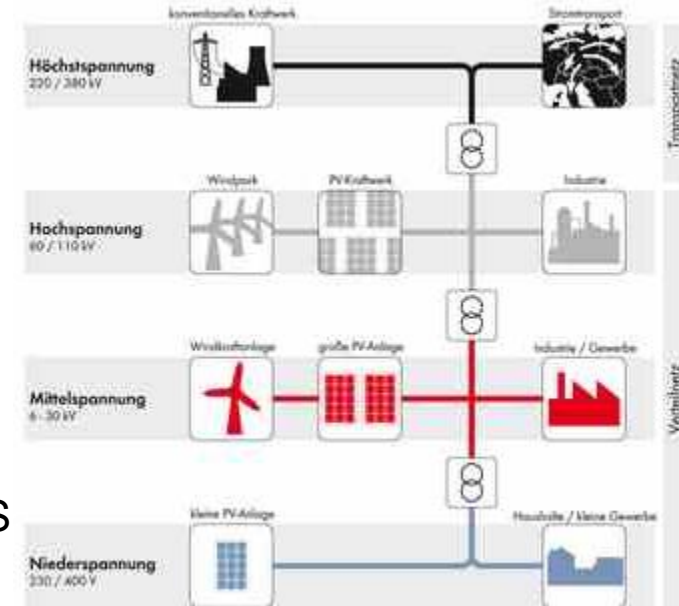 konventionelles Kraftwerk
Stromtransport
Höchstspannung
220 / 380 kV
Transportnetz
Windpark
PV-Kraftwerk
Industrie
Hochspannung
60 / 110 kV
Windkraftanlage
große PV-Anlage
Industrie / Gewerbe
Mittelspannung
6 - 30 kV
Verteilnetz
s
kleine PV-Anlage
Haushalte / kleine Gewerbe
Niederspannung
230 / 400 V